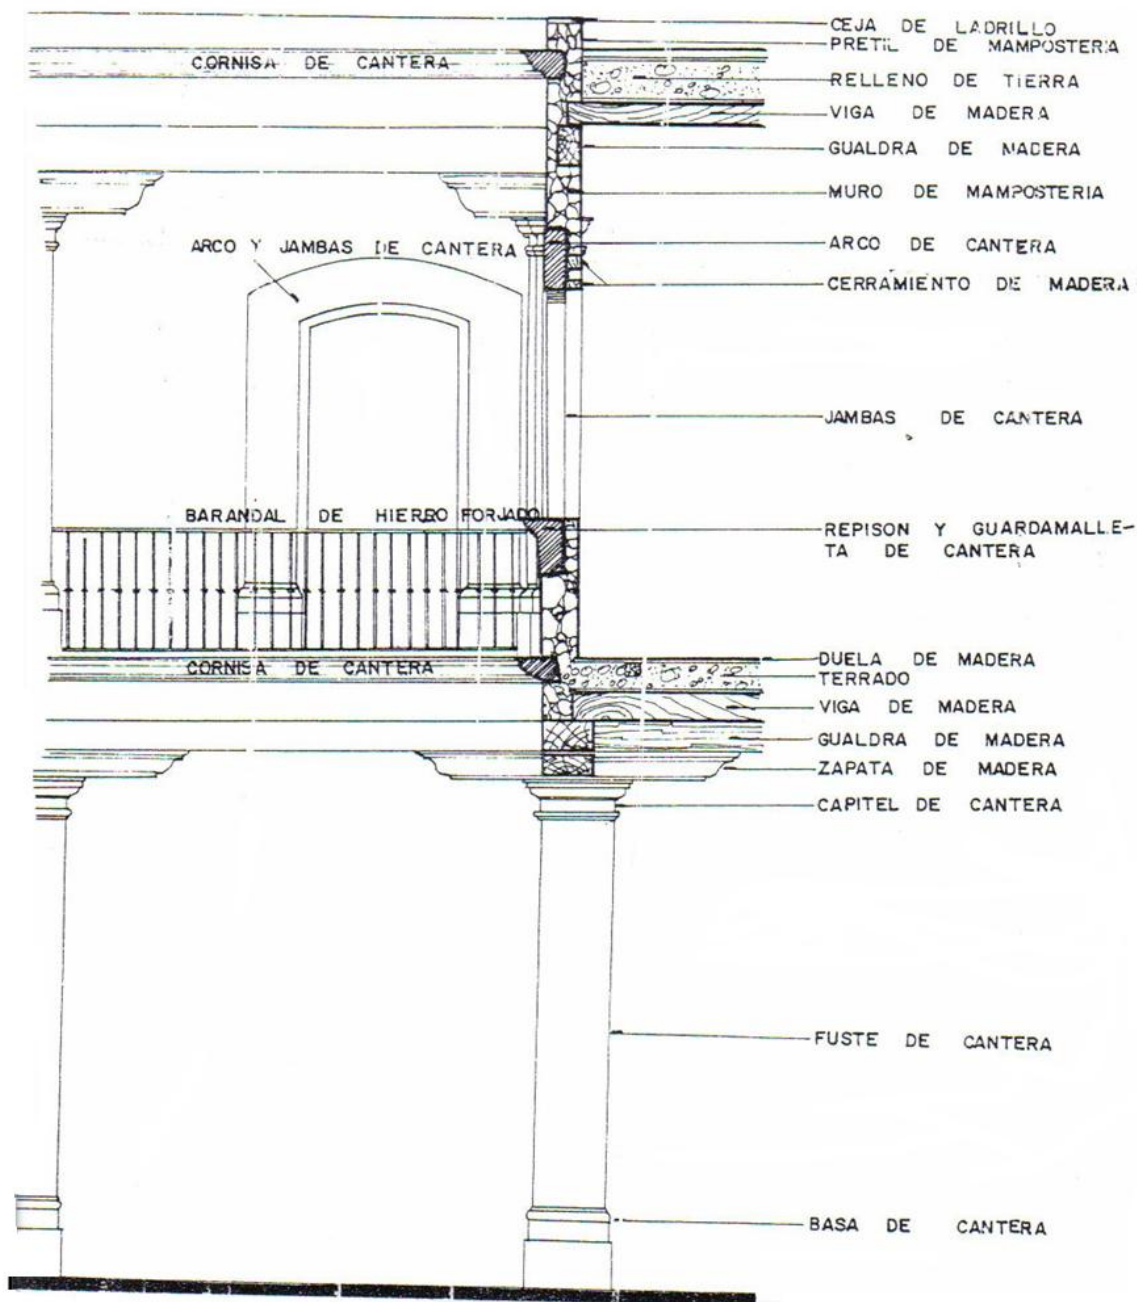 CEJA DE LADRILLO
PRETIL DE MAMPOSTERIA
CORNISA DE CANTERA
RELLENO DE TIERRA
VIGA DE MADERA
GUALDRA DE MADERA
MURO DE MAMPOSTERIA
ARCO Y JAMBAS DE CANTERA
ARCO DE CANTERA
CERRAMIENTO DE MADERA
JAMBAS DE CANTERA
BARANDAL DE HIERRO FORJADO
REPISON Y GUARDAMALLE-
TA DE CANTERA
CORNISA DE CANTERA
DUELA DE MADERA
TERRADO
VIGA DE MADERA
GUALDRA DE MADERA
ZAPATA DE MADERA
CAPITEL DE CANTERA
FUSTE DE CANTERA
BASA DE CANTERA